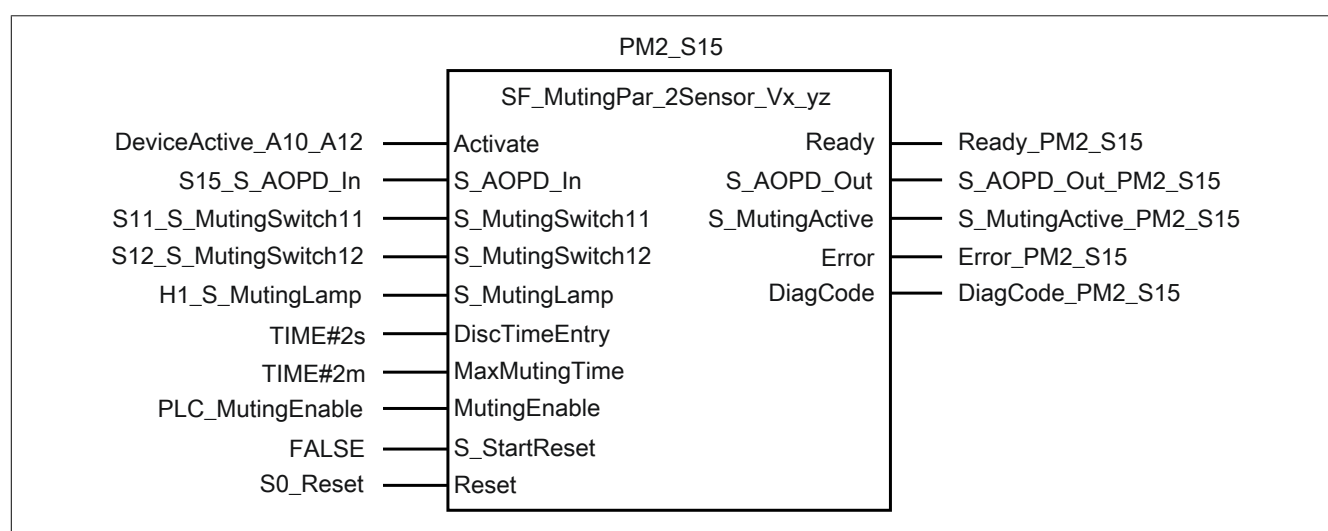 PM2_S15
SF_MutingPar_2Sensor_Vx_yz
DeviceActive_A10_A12 Activate Ready Ready_PM2_S15
S15_S_AOPD_In S_AOPD_In S_AOPD_Out S_AOPD_Out_PM2_S15
S11_S_MutingSwitch11 S_MutingSwitch11 S_MutingActive S_MutingActive_PM2_S15
S12_S_MutingSwitch12 S_MutingSwitch12 Error Error_PM2_S15
H1_S_MutingLamp S_MutingLamp DiagCode DiagCode_PM2_S15
TIME#2s DiscTimeEntry
TIME#2m MaxMutingTime
PLC_MutingEnable MutingEnable
FALSE S_StartReset
S0_Reset Reset